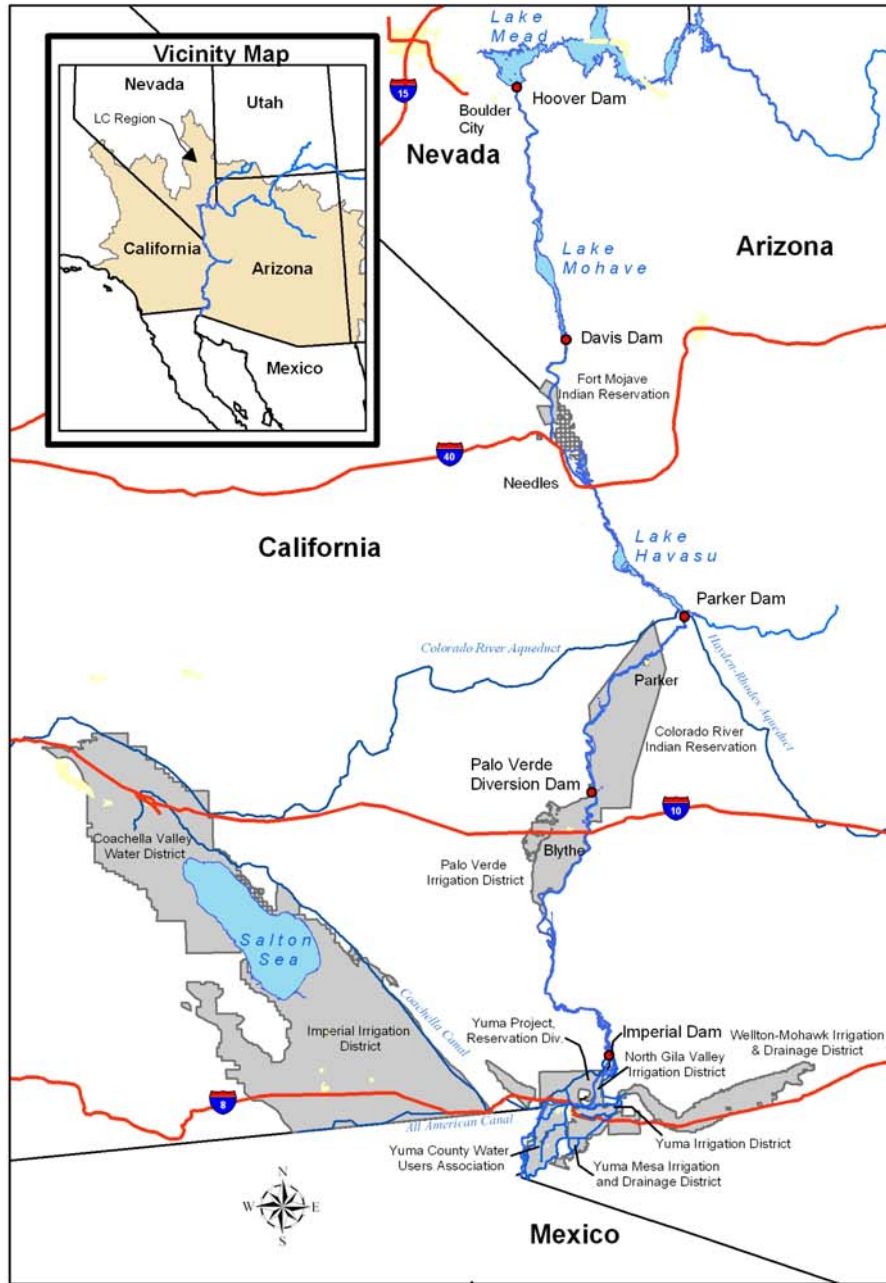 Vicinity Map
Nevada
Utah
LC Region
California
Arizona
Mexico
Lake
Mead
15
Boulder
City
Hoover Dam
Nevada
Arizona
Lake
Mohave
Davis Dam
Fort Mojave
Indian Reservation
40
Needles
California
Lake
Havasu
Parker Dam
Colorado River Aqueduct
Hayden-Rhodes Aqueduct
Parker
Colorado River
Indian Reservation
Palo Verde
Diversion Dam
10
Coachella Valley
Water District
Blythe
Palo Verde
Irrigation District
Salton
Sea
Coachella Canal
Imperial Irrigation
District
Yuma Project,
Reservation Div.
Imperial Dam
North Gila Valley
Irrigation District
Wellton-Mohawk Irrigation
& Drainage District
8
All American Canal
Yuma Irrigation District
Yuma County Water
Users Association
Yuma Mesa Irrigation
and Drainage District
N
W
E
S
Mexico